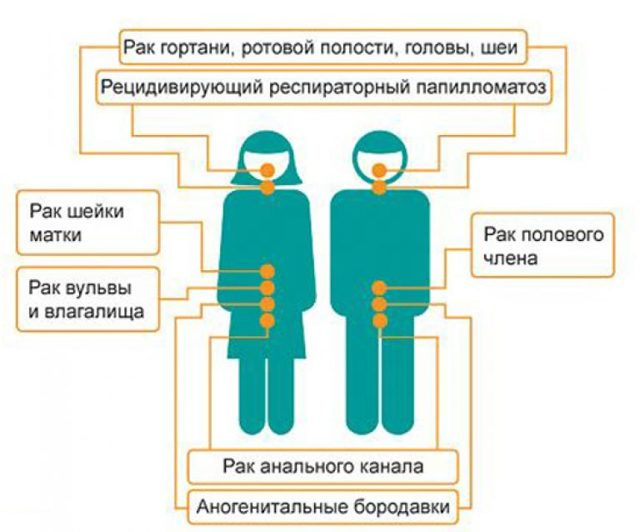 Рак гортани, ротовой полости, головы, шеи
Рецидивирующий респираторный папилломатоз
Рак шейки
матки
Рак вульвы
и влагалища
Рак полового
члена
Рак анального канала
Аногенитальные бородавки